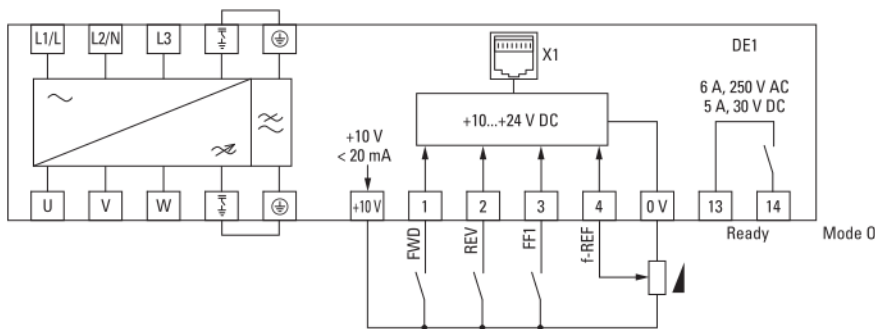 L1/L L2/N L3
X1
DE1
6 A, 250 V AC
5 A, 30 V DC
+10...+24 V DC
+10 V
< 20 mA
U V W +10 V 1 2 3 4 0 V 13 14
FWD REV FF1 f-REF
Ready
Mode 0